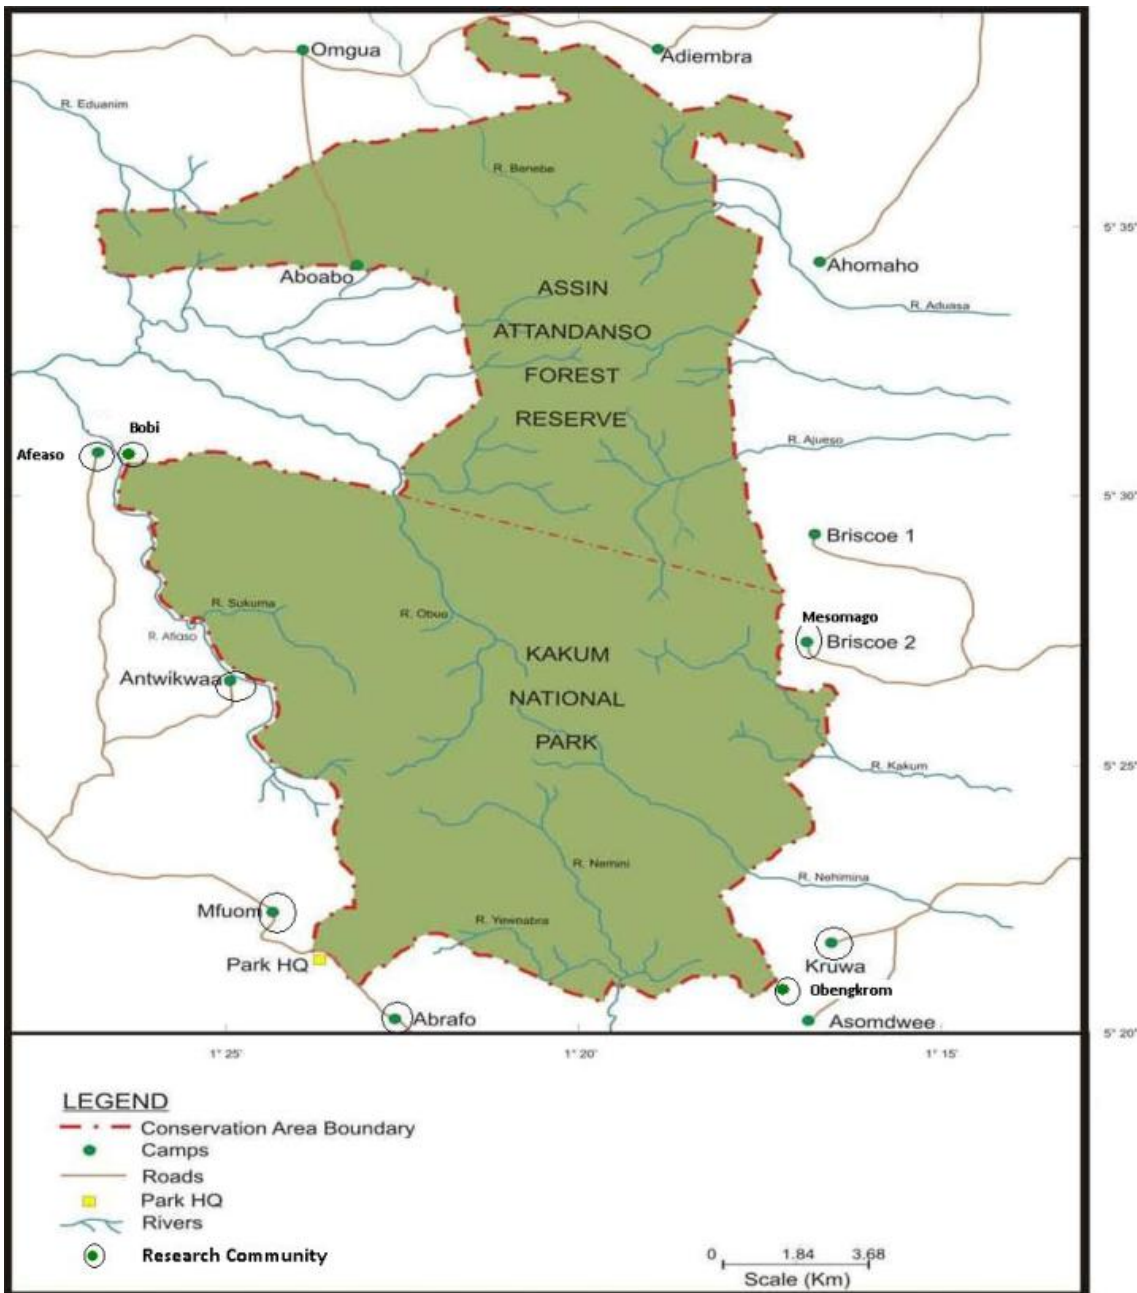 Omgua
Adiembra
R. Eduanim
R. Benebe
5° 35'
Ahomaho
Aboabo
ASSIN
R. Aduasa
ATTANDANSO
FOREST
RESERVE
Bobi
Afeaso
R. Ajueso
5° 30'
Briscoe 1
R. Sukuma
R. Obuo
Mesomago
R. Afiaso
Briscoe 2
KAKUM
Antwikwaa
NATIONAL
PARK
R. Kakum
5° 25'
R. Nemini
R. Nehimina
Mfuom
R. Yewnabra
Park HQ
Kruwa
Obengkrom
Abrafo
Asomdwee
5° 20'
1° 25'
1° 20'
1° 15'
LEGEND
Conservation Area Boundary
Camps
Roads
Park HQ
Rivers
Research Community
0 1.84 3.68
Scale (Km)